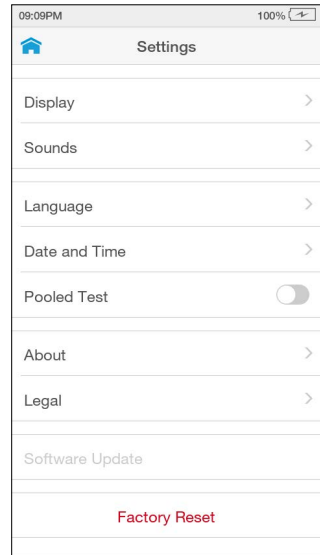 09:09PM 100%
Settings
Display
Sounds
Language
Date and Time
Pooled Test
About
Legal
Software Update
Factory Reset